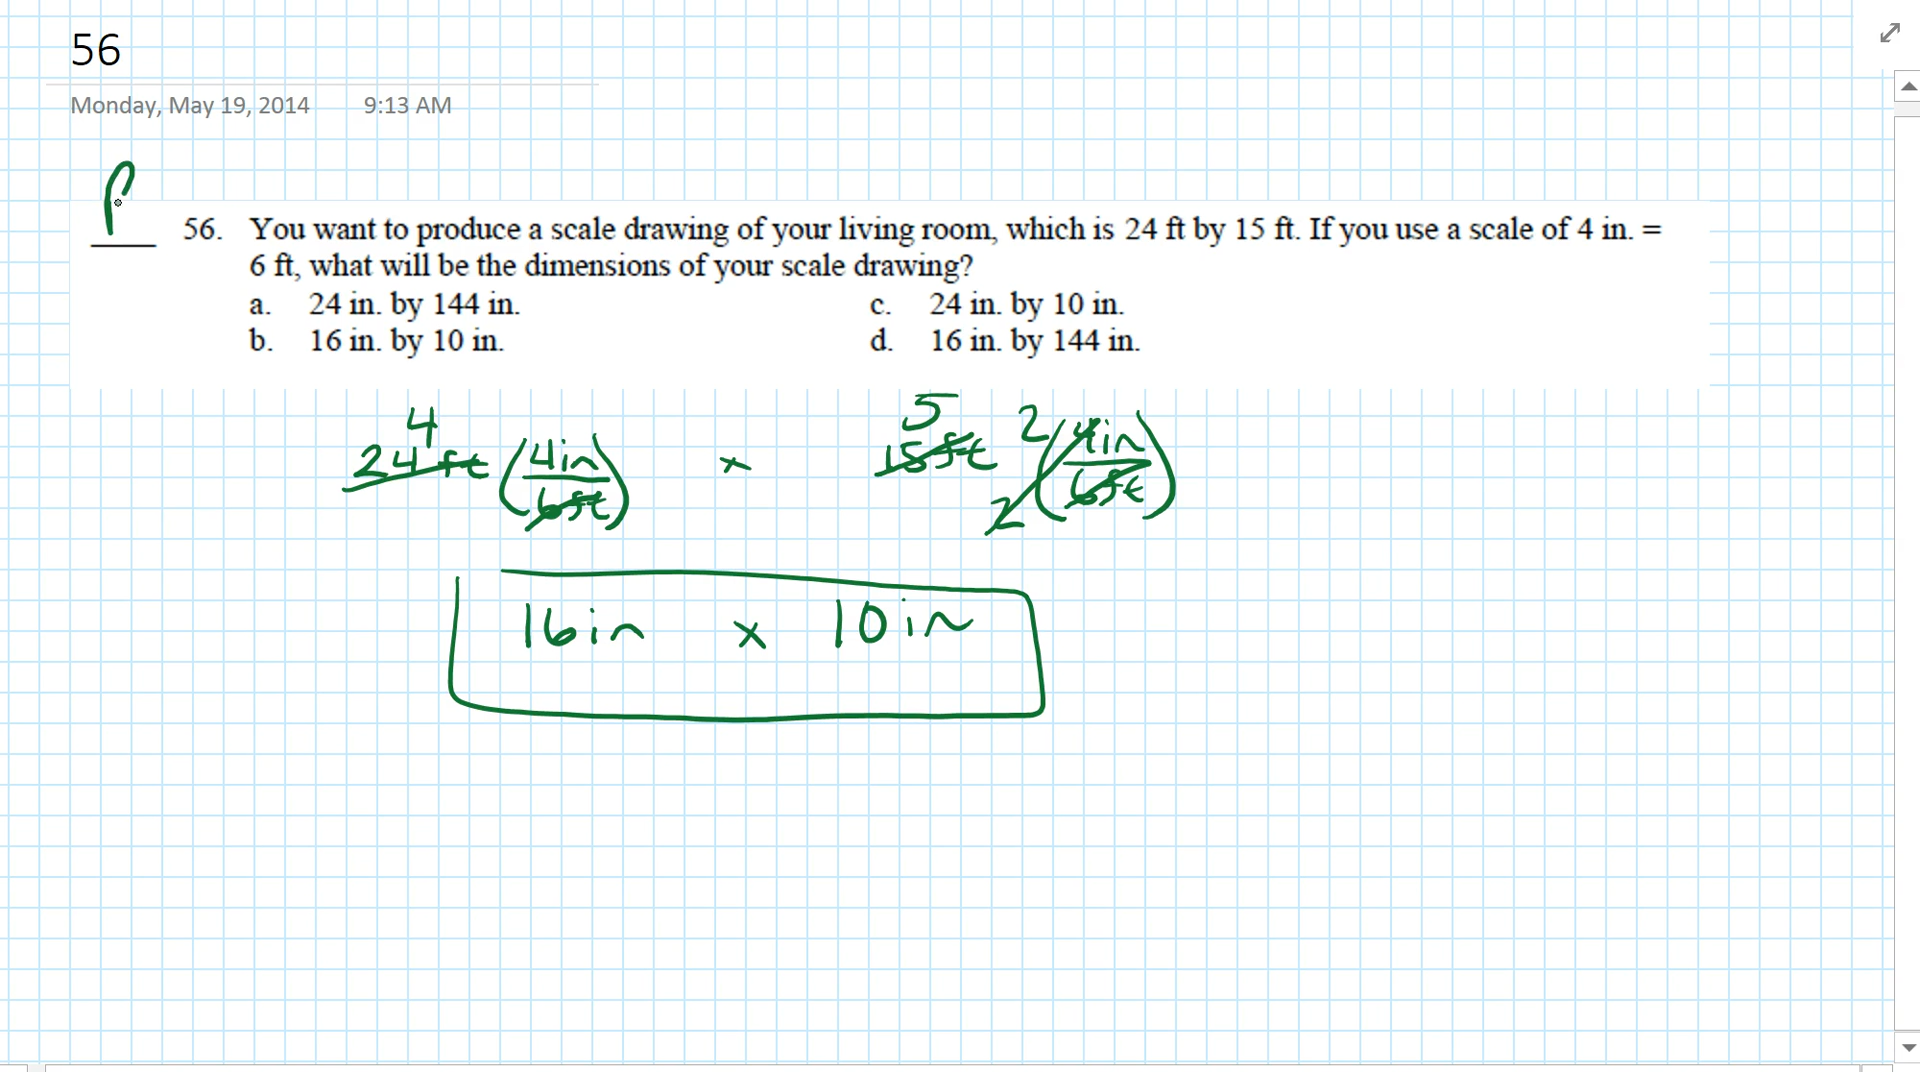 56
Monday, May 19, 2014 9:13 AM
56. You want to produce a scale drawing of your living room, which is 24 ft by 15 ft. If you use a scale of 4 in. =
6 ft, what will be the dimensions of your scale drawing?
a. 24 in. by 144 in. c. 24 in. by 10 in.
b. 16 in. by 10 in. d. 16 in. by 144 in.
4 5 2
24 ft (4in x 15ft (4in
6ft) 2 6ft)
16in x 10in